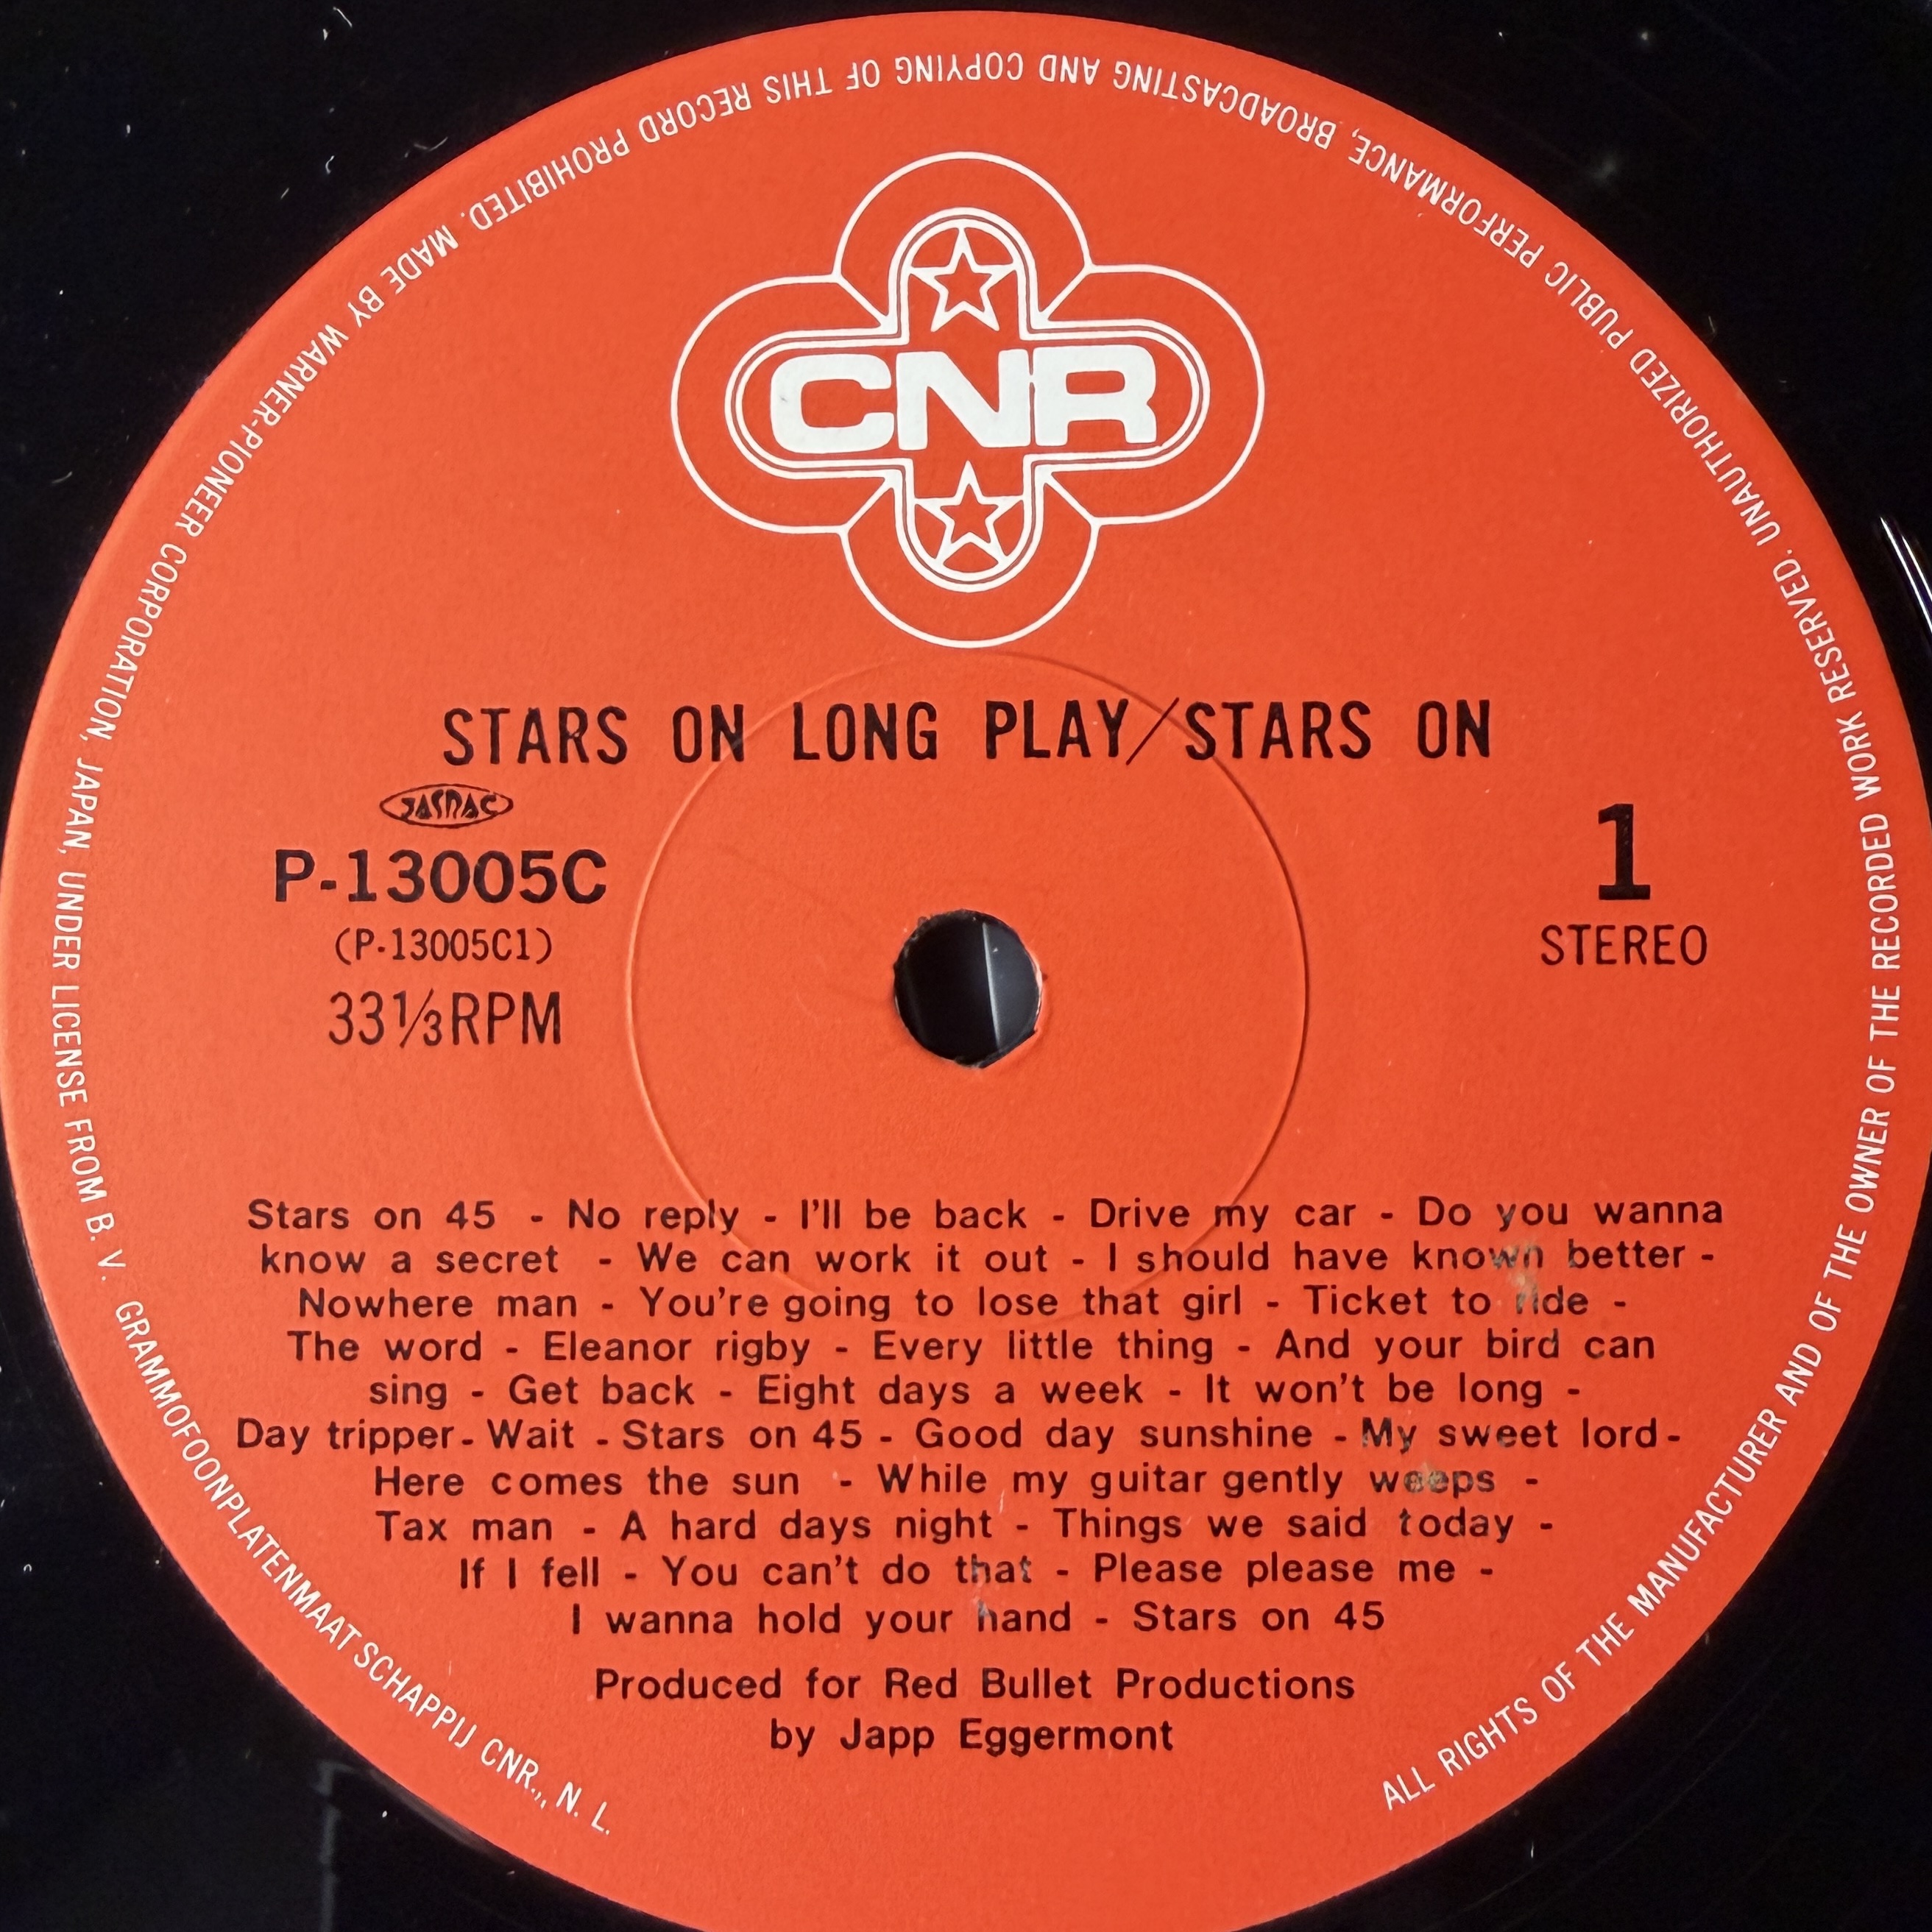 CNR
STARS ON LONG PLAY/STARS ON
JASRAC
P-13005C
(P-13005C1)
33⅓RPM
1
STEREO
Stars on 45 - No reply - I'll be back - Drive my car - Do you wanna
know a secret - We can work it out - I should have known better -
Nowhere man - You're going to lose that girl - Ticket to ride -
The word - Eleanor rigby - Every little thing - And your bird can
sing - Get back - Eight days a week - It won't be long -
Day tripper - Wait - Stars on 45 - Good day sunshine - My sweet lord -
Here comes the sun - While my guitar gently weeps -
Tax man - A hard days night - Things we said today -
If I fell - You can't do that - Please please me -
I wanna hold your hand - Stars on 45
Produced for Red Bullet Productions
by Japp Eggermont
ALL RIGHTS OF THE MANUFACTURER AND OF THE OWNER OF THE RECORDED WORK RESERVED. UNAUTHORIZED PUBLIC PERFORMANCE, BROADCASTING AND COPYING OF THIS RECORD PROHIBITED. MADE BY WARNER-PIONEER CORPORATION, JAPAN, UNDER LICENSE FROM B. V. GRAMMOFOONPLATENMAATSCHAPPIJ CNR., N. L.